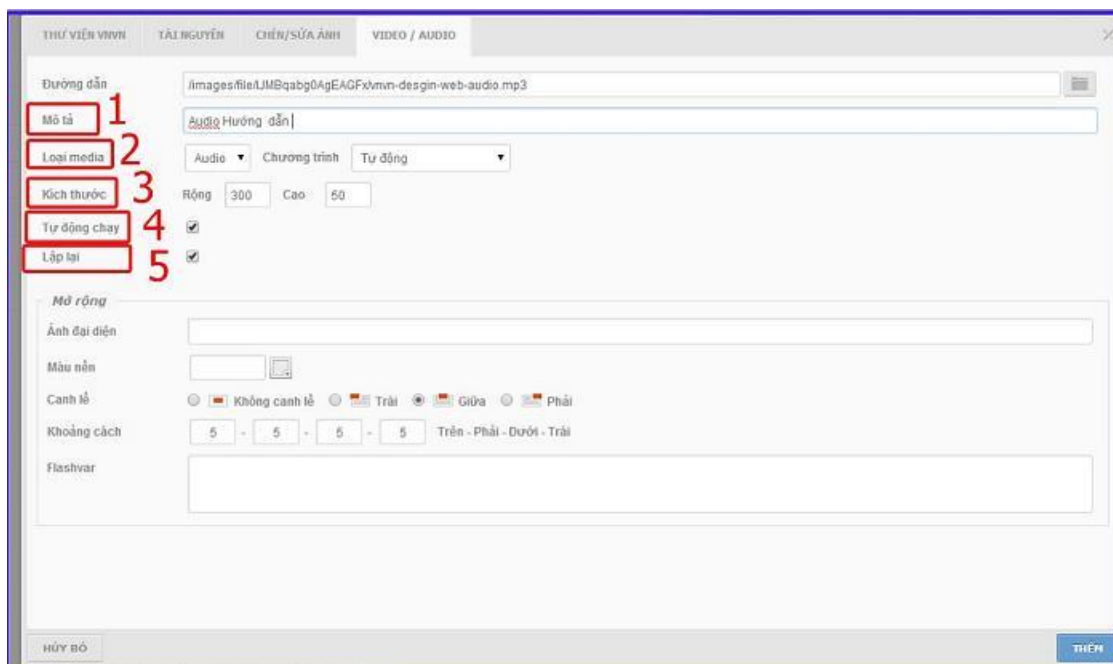 THƯ VIỆN VNVN TÀI NGUYÊN CHÈN/SỬA ẢNH VIDEO / AUDIO
Đường dẫn /images/file/ vnvn-desgin-web-audio.mp3
Mô tả 1 Audio Hướng dẫn
Loại media 2 Audio Chương trình Tự động
Kích thước 3 Rộng 300 Cao 50
Tự động chạy 4
Lặp lại 5
Mở rộng
Ảnh đại diện
Màu nền
Canh lề Không canh lề Trái Giữa Phải
Khoảng cách 5 - 5 - 5 - 5 Trên - Phải - Dưới - Trái
Flashvar
HỦY BỎ THÊM